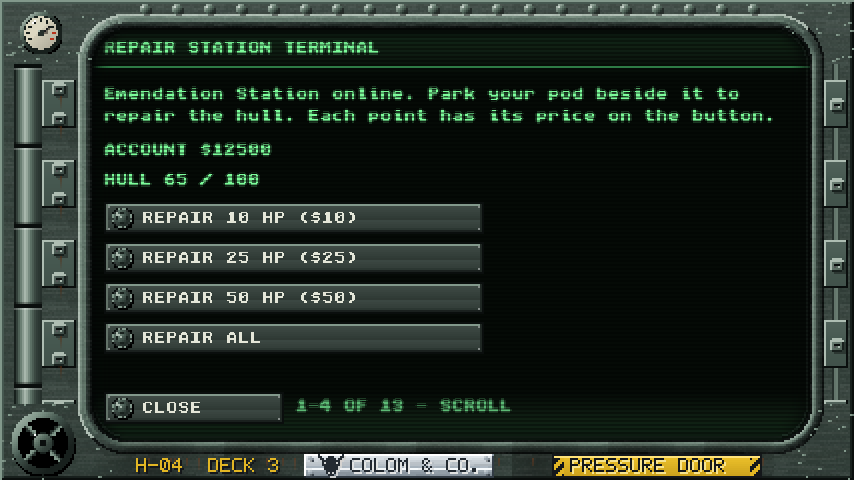 REPAIR STATION TERMINAL
Emendation Station online. Park your pod beside it to
repair the hull. Each point has its price on the button.
ACCOUNT $12500
HULL 65 / 100
REPAIR 10 HP ($10)
REPAIR 25 HP ($25)
REPAIR 50 HP ($50)
REPAIR ALL
CLOSE
1-4 OF 13 - SCROLL
H-04 DECK 3
COLOM & CO.
PRESSURE DOOR